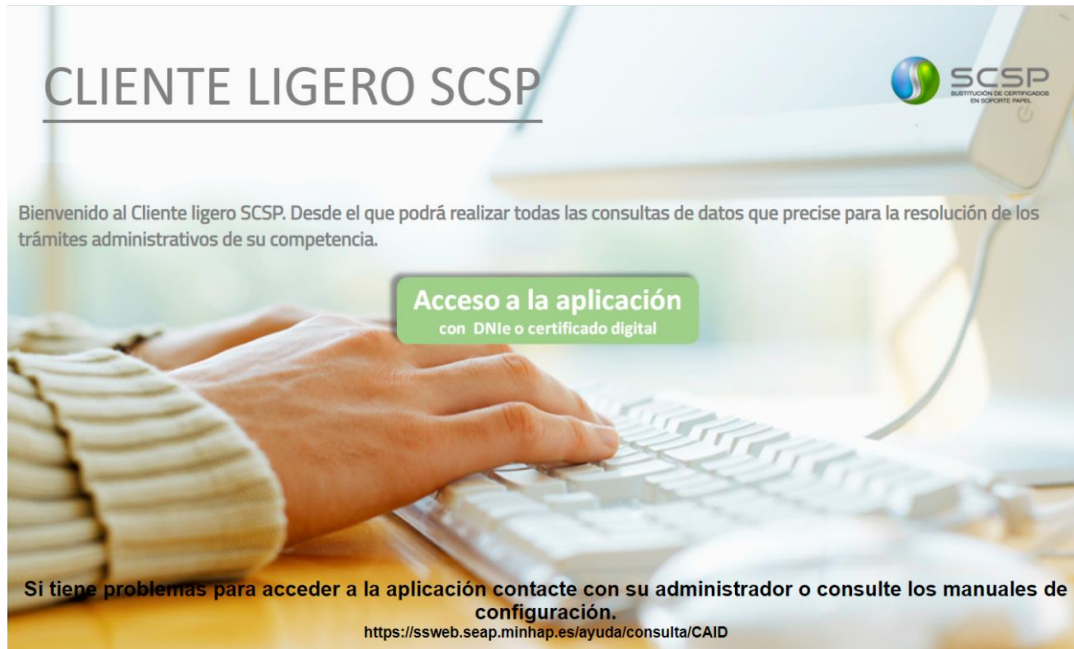 CLIENTE LIGERO SCSP
SCSP
SUSTITUCIÓN DE CERTIFICADOS
EN SOPORTE PAPEL
Bienvenido al Cliente ligero SCSP. Desde el que podrá realizar todas las consultas de datos que precise para la resolución de los
trámites administrativos de su competencia.
Acceso a la aplicación
con DNIe o certificado digital
Si tiene problemas para acceder a la aplicación contacte con su administrador o consulte los manuales de
configuración.
https://ssweb.seap.minhap.es/ayuda/consulta/CAID